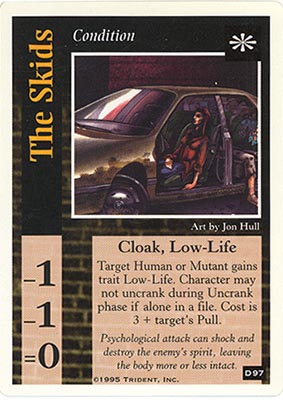 The Skids
Condition
Art by Jon Hull
Cloak, Low-Life
Target Human or Mutant gains
trait Low-Life. Character may
not uncrank during Uncrank
phase if alone in a file. Cost is
3 + target's Pull.
Psychological attack can shock and
destroy the enemy's spirit, leaving
the body more or less intact.
–1
–1
=0
©1995 TRIDENT, INC.
D97